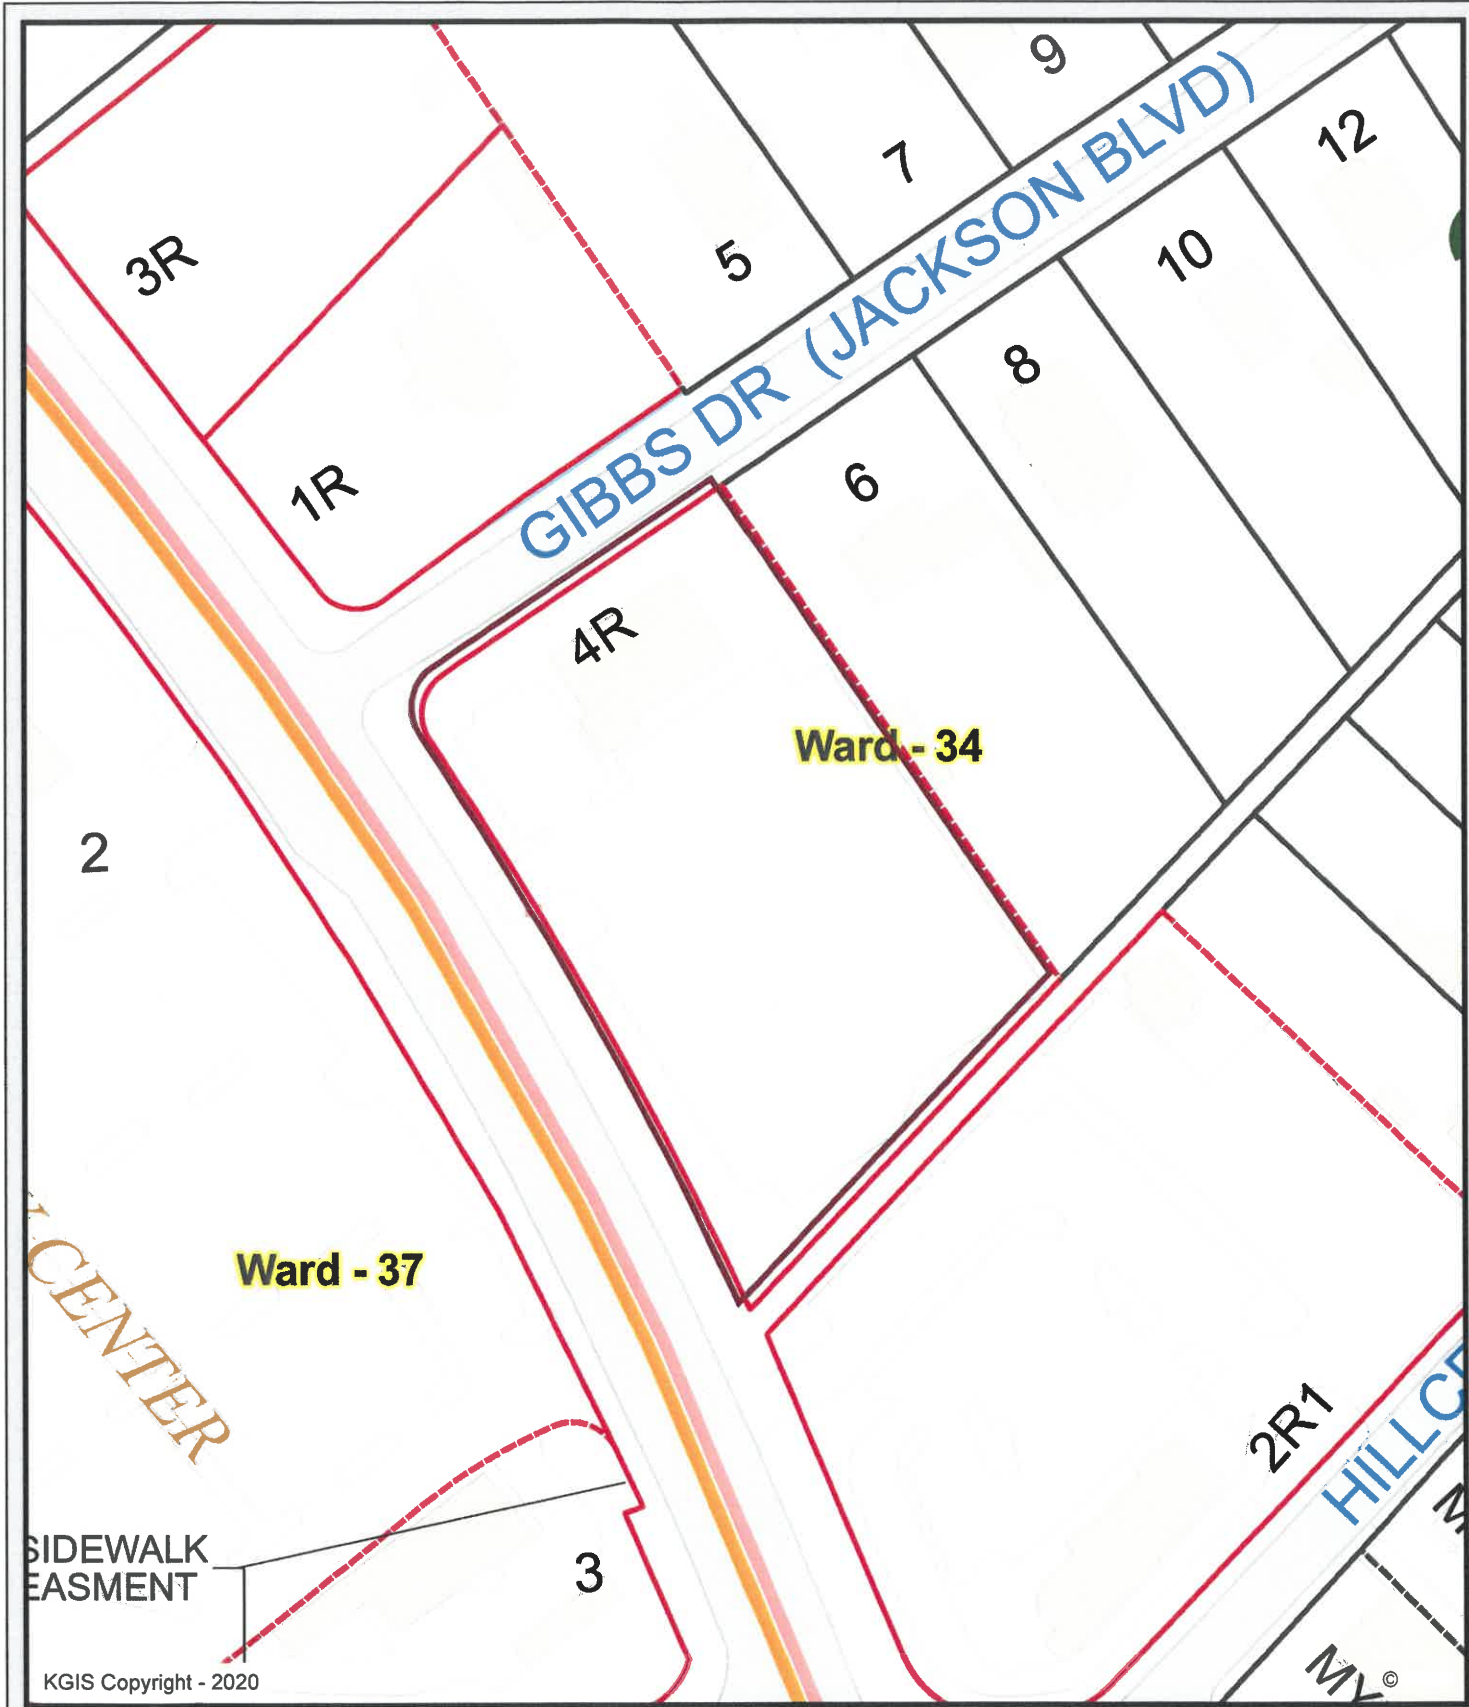 9
12
7
GIBBS DR (JACKSON BLVD)
3R
5
10
8
1R
6
4R
Ward - 34
2
Ward - 37
CENTER
2R1
SIDEWALK
EASMENT
3
KGIS Copyright - 2020
©